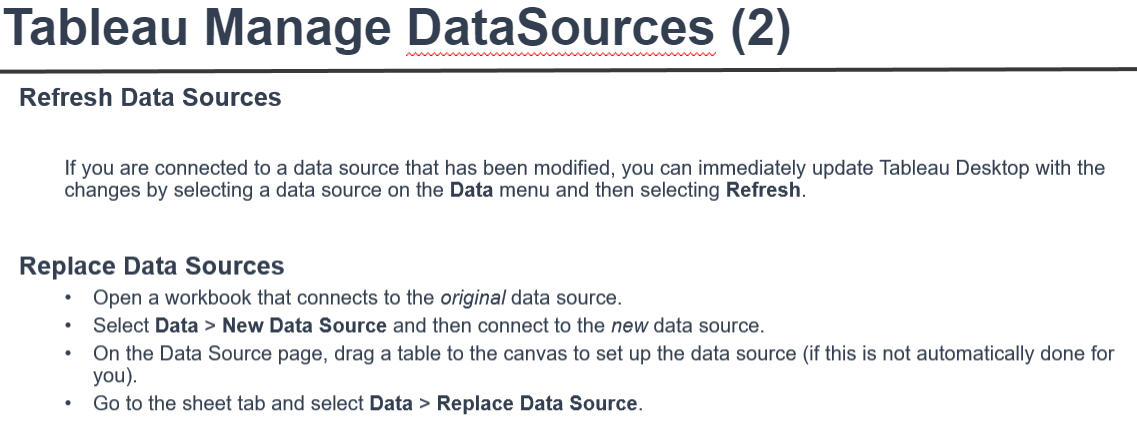 Tableau Manage DataSources (2)
Refresh Data Sources
If you are connected to a data source that has been modified, you can immediately update Tableau Desktop with the
changes by selecting a data source on the Data menu and then selecting Refresh.
Replace Data Sources
• Open a workbook that connects to the original data source.
• Select Data > New Data Source and then connect to the new data source.
• On the Data Source page, drag a table to the canvas to set up the data source (if this is not automatically done for
you).
• Go to the sheet tab and select Data > Replace Data Source.